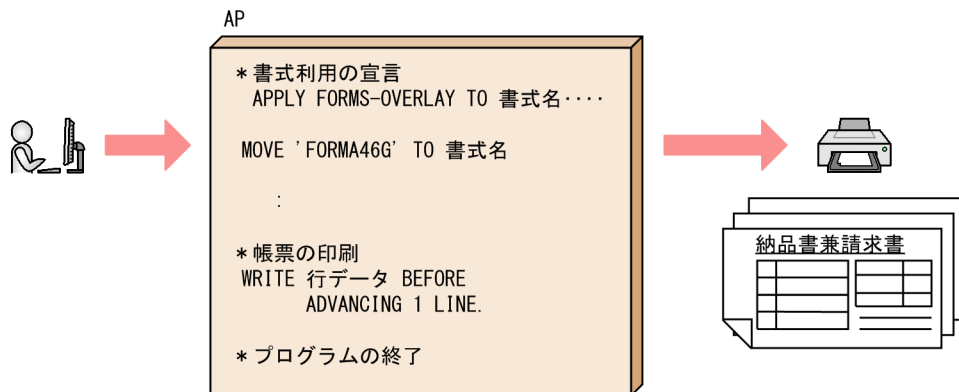 AP
*書式利用の宣言
APPLY FORMS-OVERLAY TO 書式名････
MOVE 'FORMA46G' TO 書式名
:
*帳票の印刷
WRITE 行データ BEFORE
ADVANCING 1 LINE.
*プログラムの終了
納品書兼請求書